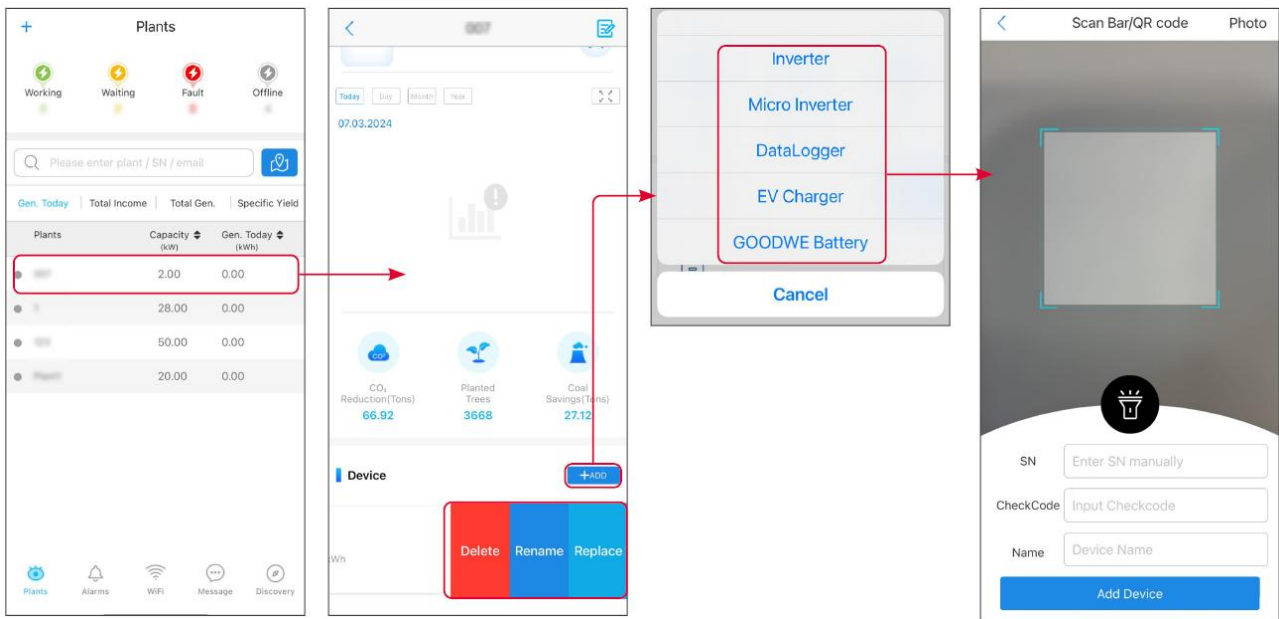 Plants
Working
Waiting
Fault
Offline
Please enter plant / SN / email
Gen. Today
Total Income
Total Gen.
Specific Yield
Plants
Capacity
(kW)
Gen. Today
(kWh)
2.00
0.00
28.00
0.00
50.00
0.00
20.00
0.00
Plants
Alarms
WiFi
Message
Discovery
Today
Day
Month
Year
07.03.2024
CO₂
CO₂
Reduction(Tons)
66.92
Planted
Trees
3668
Coal
Savings(Tons)
27.12
Device
+ADD
Delete
Rename
Replace
Inverter
Micro Inverter
DataLogger
EV Charger
GOODWE Battery
Cancel
Scan Bar/QR code
Photo
SN
Enter SN manually
CheckCode
Input Checkcode
Name
Device Name
Add Device